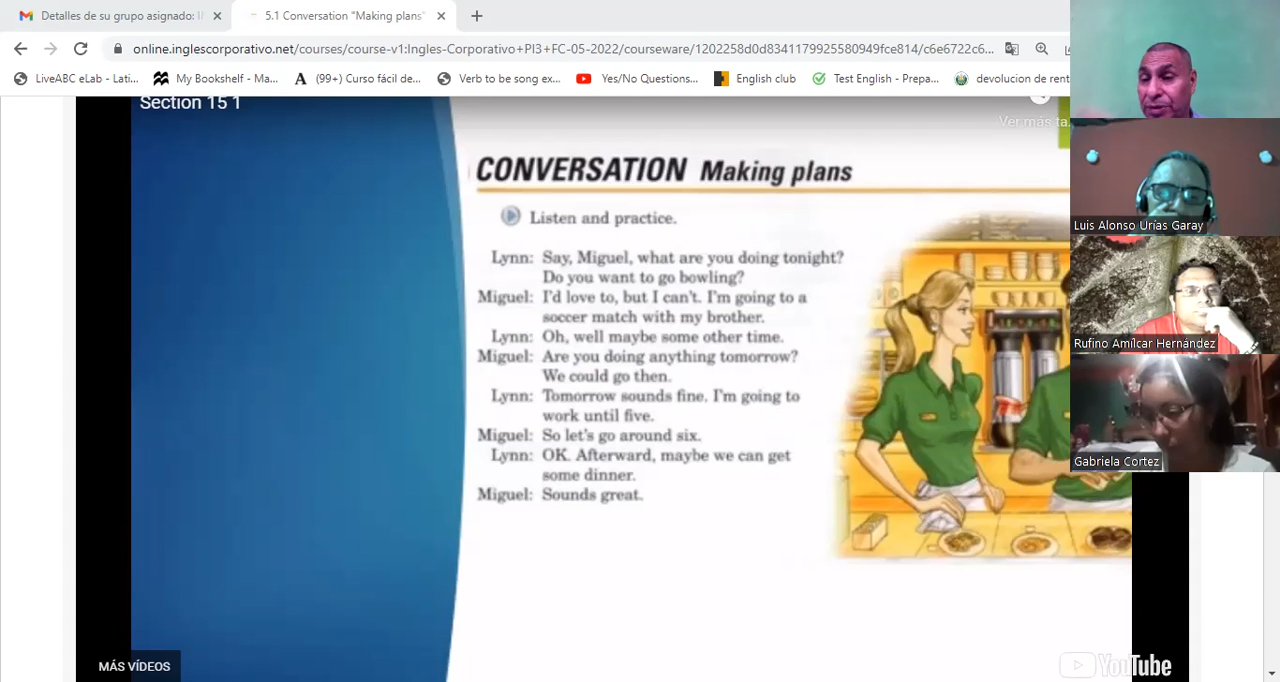 Detalles de su grupo asignado: I
5.1 Conversation "Making plans"
online.inglescorporativo.net/courses/course-v1:Ingles-Corporativo+PI3+FC-05-2022/courseware/1202258d0d8341179925580949fce814/c6e6722c6...
LiveABC eLab - Lati...
My Bookshelf - Ma...
(99+) Curso fácil de...
Verb to be song ex...
Yes/No Questions...
English club
Test English - Prepa...
devolucion de rent
Section 15 1
Ver más ta
CONVERSATION Making plans
Listen and practice.
Lynn: Say, Miguel, what are you doing tonight?
Do you want to go bowling?
Miguel: I'd love to, but I can't. I'm going to a
soccer match with my brother.
Lynn: Oh, well maybe some other time.
Miguel: Are you doing anything tomorrow?
We could go then.
Lynn: Tomorrow sounds fine. I'm going to
work until five.
Miguel: So let's go around six.
Lynn: OK. Afterward, maybe we can get
some dinner.
Miguel: Sounds great.
MÁS VÍDEOS
YouTube
Luis Alonso Urías Garay
Rufino Amílcar Hernández
Gabriela Cortez